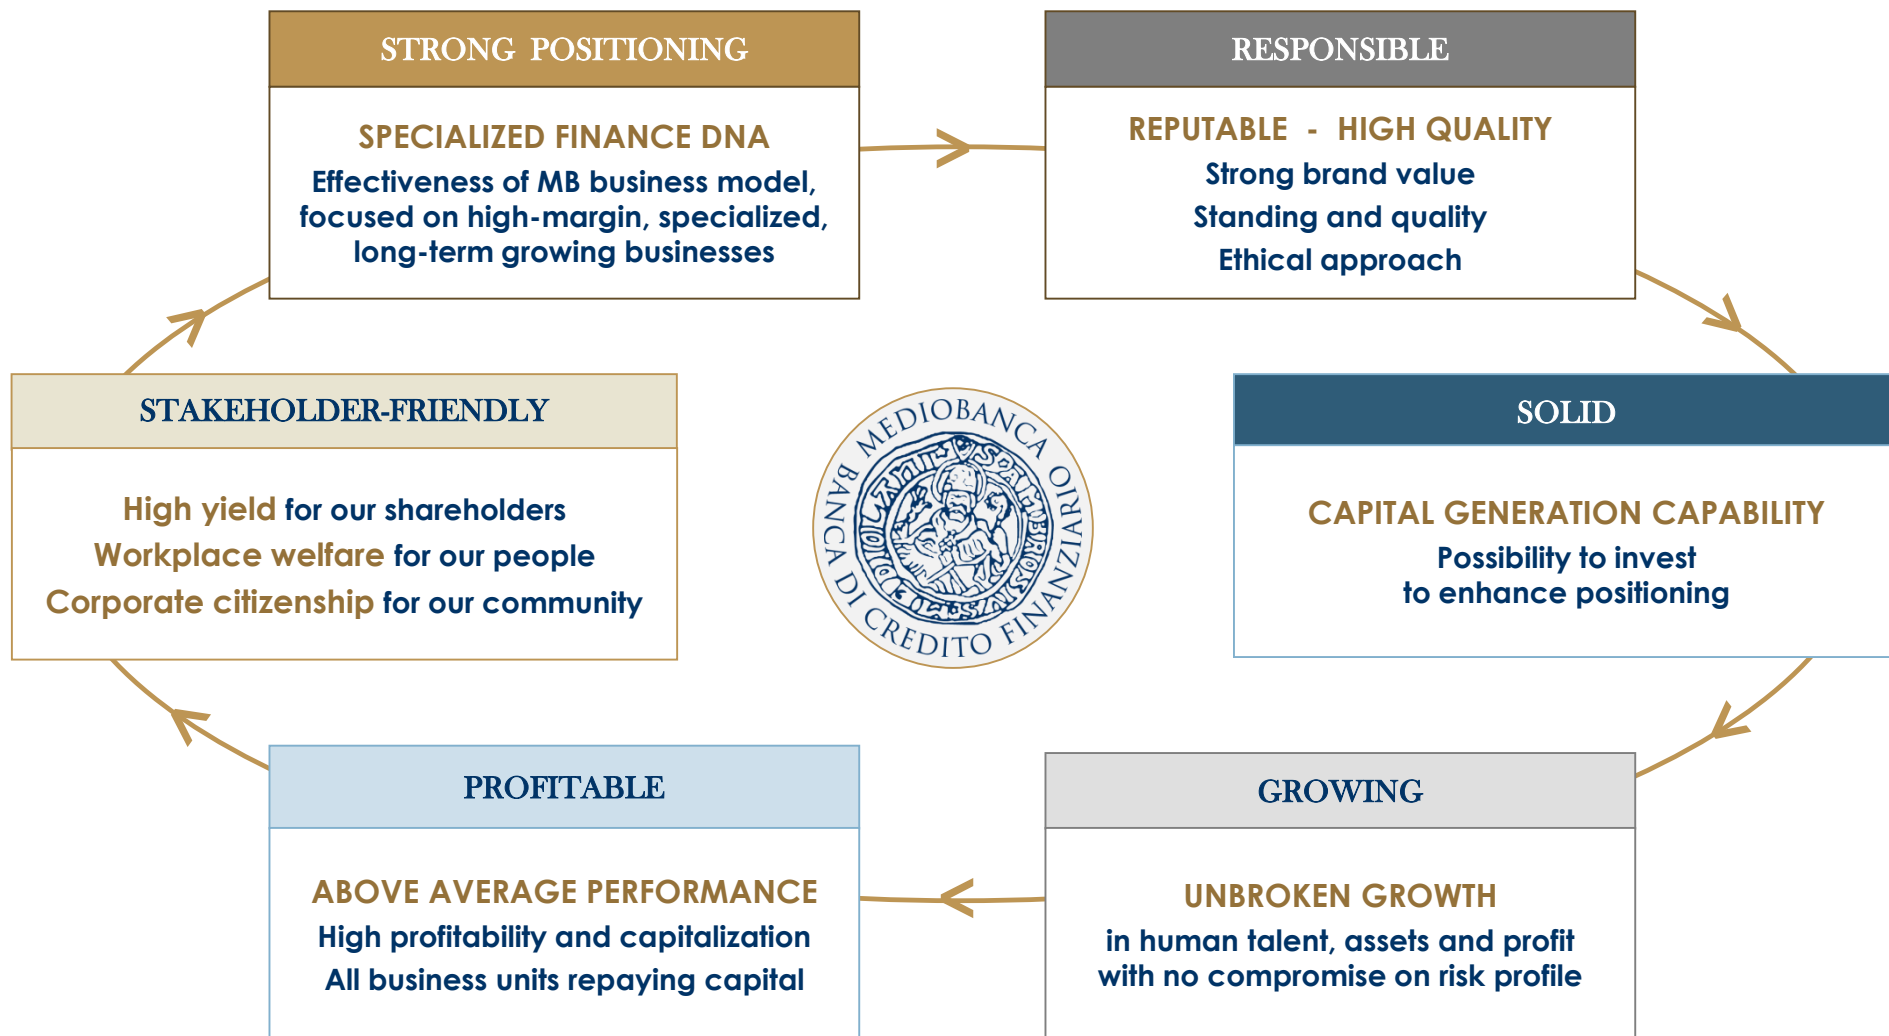 STRONG POSITIONING
SPECIALIZED FINANCE DNA
Effectiveness of MB business model,
focused on high-margin, specialized,
long-term growing businesses
RESPONSIBLE
REPUTABLE - HIGH QUALITY
Strong brand value
Standing and quality
Ethical approach
STAKEHOLDER-FRIENDLY
High yield for our shareholders
Workplace welfare for our people
Corporate citizenship for our community
MEDIOBANCA
BANCA DI CREDITO FINANZIARIO
SOLID
CAPITAL GENERATION CAPABILITY
Possibility to invest
to enhance positioning
PROFITABLE
ABOVE AVERAGE PERFORMANCE
High profitability and capitalization
All business units repaying capital
GROWING
UNBROKEN GROWTH
in human talent, assets and profit
with no compromise on risk profile